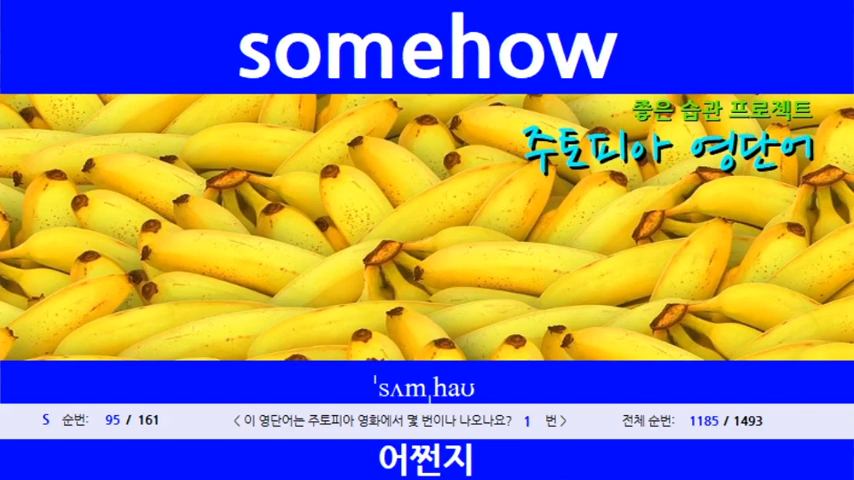 somehow
좋은 습관 프로젝트
주토피아 영단어
ˈsʌmˌhaʊ
S 순번: 95 / 161 < 이 영단어는 주토피아 영화에서 몇 번이나 나오나요? 1 번 > 전체 순번: 1185 / 1493
어쩐지